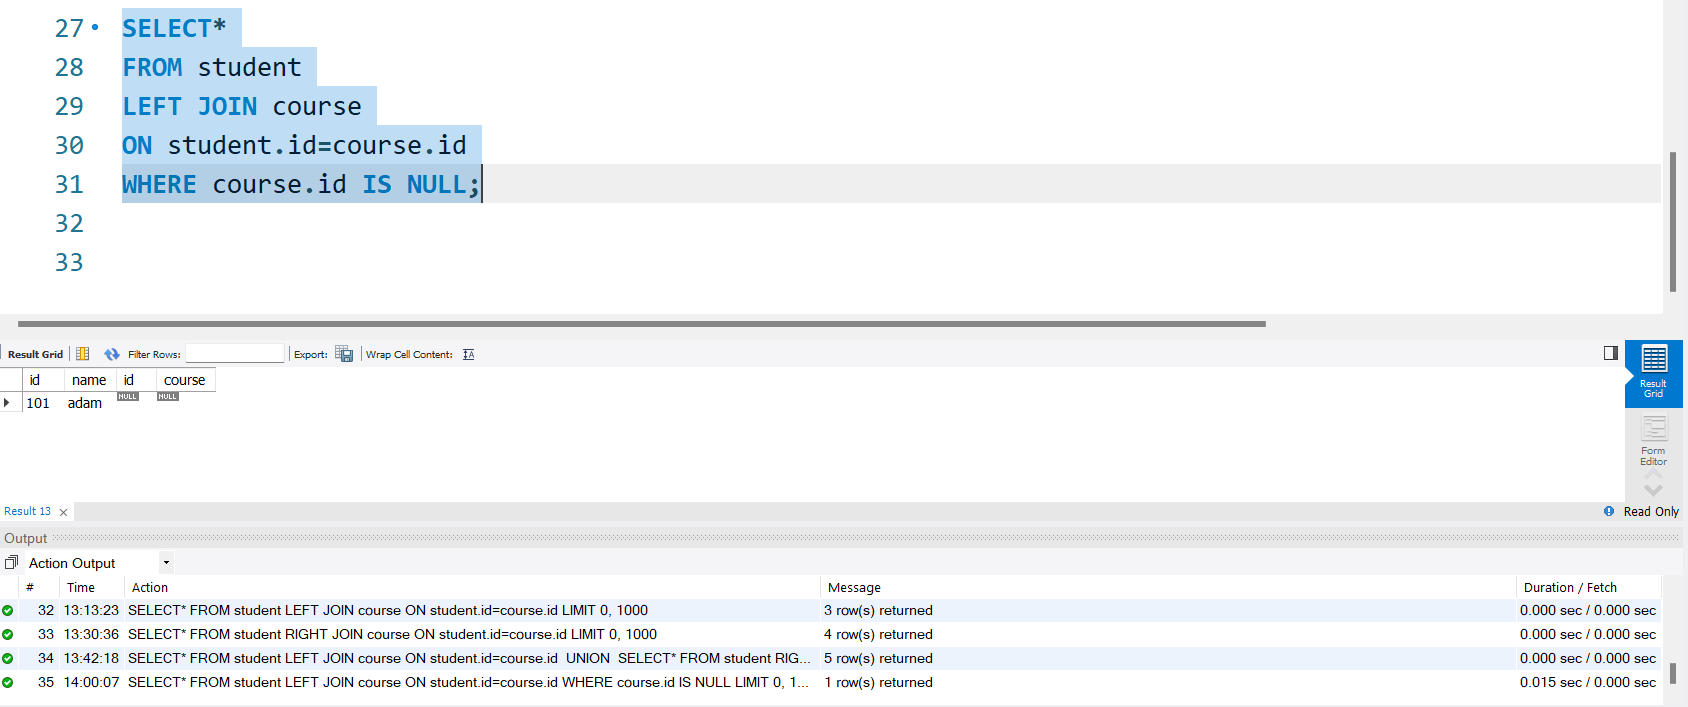 27 SELECT*
28 FROM student
29 LEFT JOIN course
30 ON student.id=course.id
31 WHERE course.id IS NULL;
32
33
Result Grid Filter Rows: Export: Wrap Cell Content: IA
id name id course
101 adam NULL NULL
Result Grid
Form Editor
Result 13 Read Only
Output
Action Output
# Time Action Message Duration / Fetch
32 13:13:23 SELECT* FROM student LEFT JOIN course ON student.id=course.id LIMIT 0, 1000 3 row(s) returned 0.000 sec / 0.000 sec
33 13:30:36 SELECT* FROM student RIGHT JOIN course ON student.id=course.id LIMIT 0, 1000 4 row(s) returned 0.000 sec / 0.000 sec
34 13:42:18 SELECT* FROM student LEFT JOIN course ON student.id=course.id  UNION  SELECT* FROM student RIG... 5 row(s) returned 0.000 sec / 0.000 sec
35 14:00:07 SELECT* FROM student LEFT JOIN course ON student.id=course.id WHERE course.id IS NULL LIMIT 0, 1... 1 row(s) returned 0.015 sec / 0.000 sec